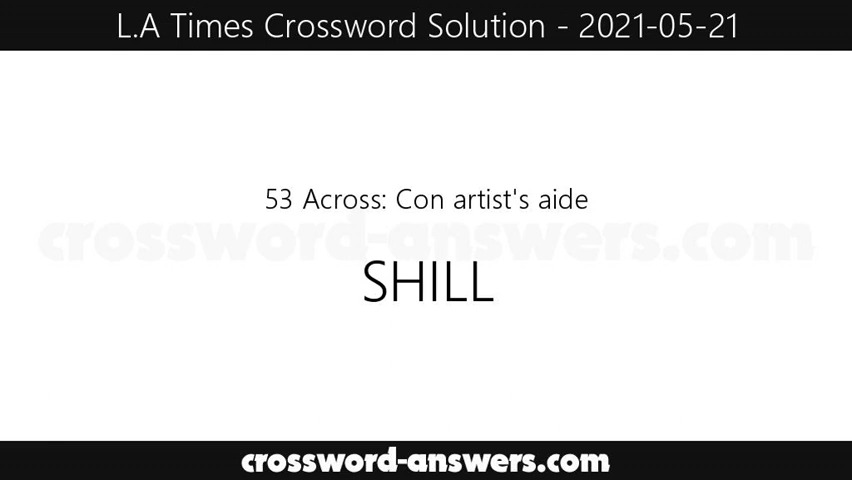 L.A Times Crossword Solution - 2021-05-21
53 Across: Con artist's aide
crossword-answers.com
SHILL
crossword-answers.com